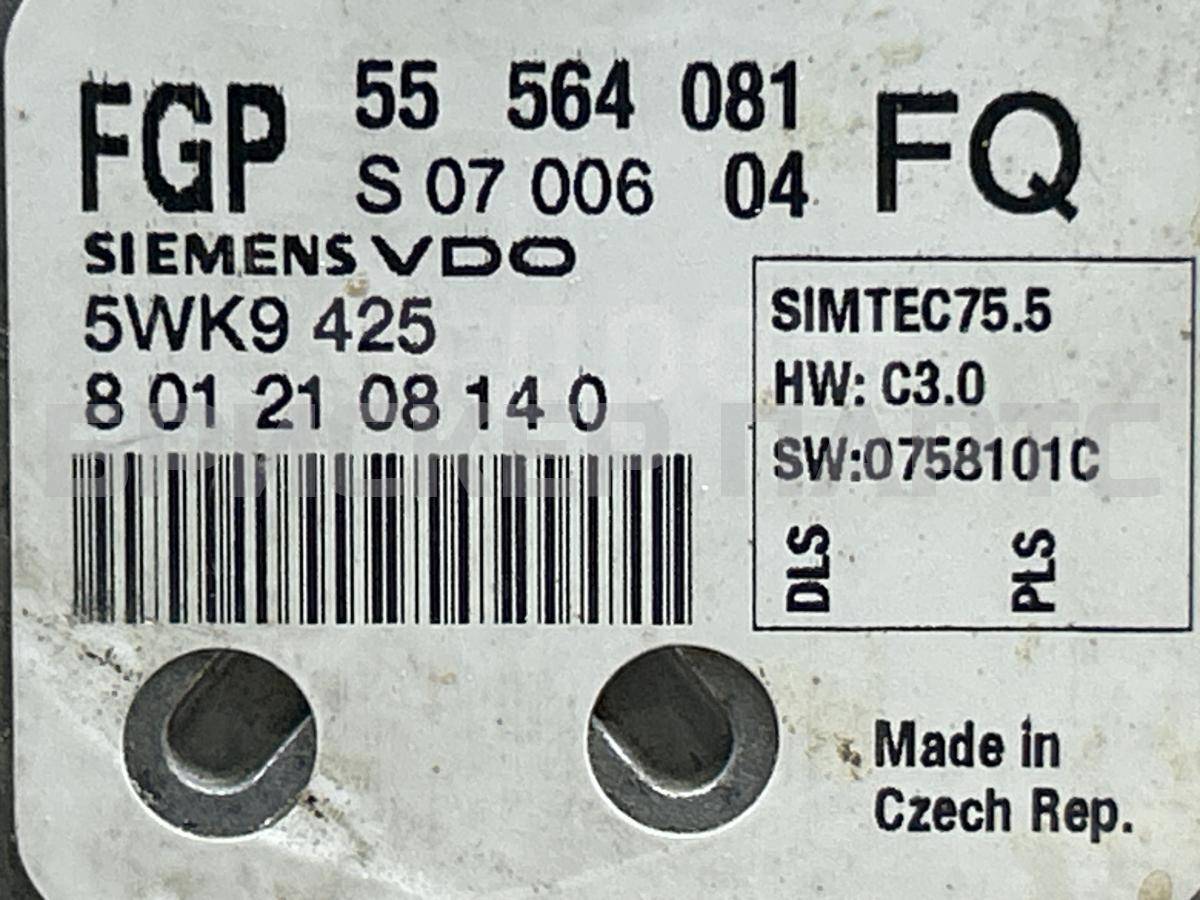 FGP 55 564 081 FQ
S 07 006 04
SIEMENS VDO
5WK9 425
8 01 21 08 14 0
SIMTEC75.5
HW: C3.0
SW:0758101C
DLS PLS
Made in
Czech Rep.